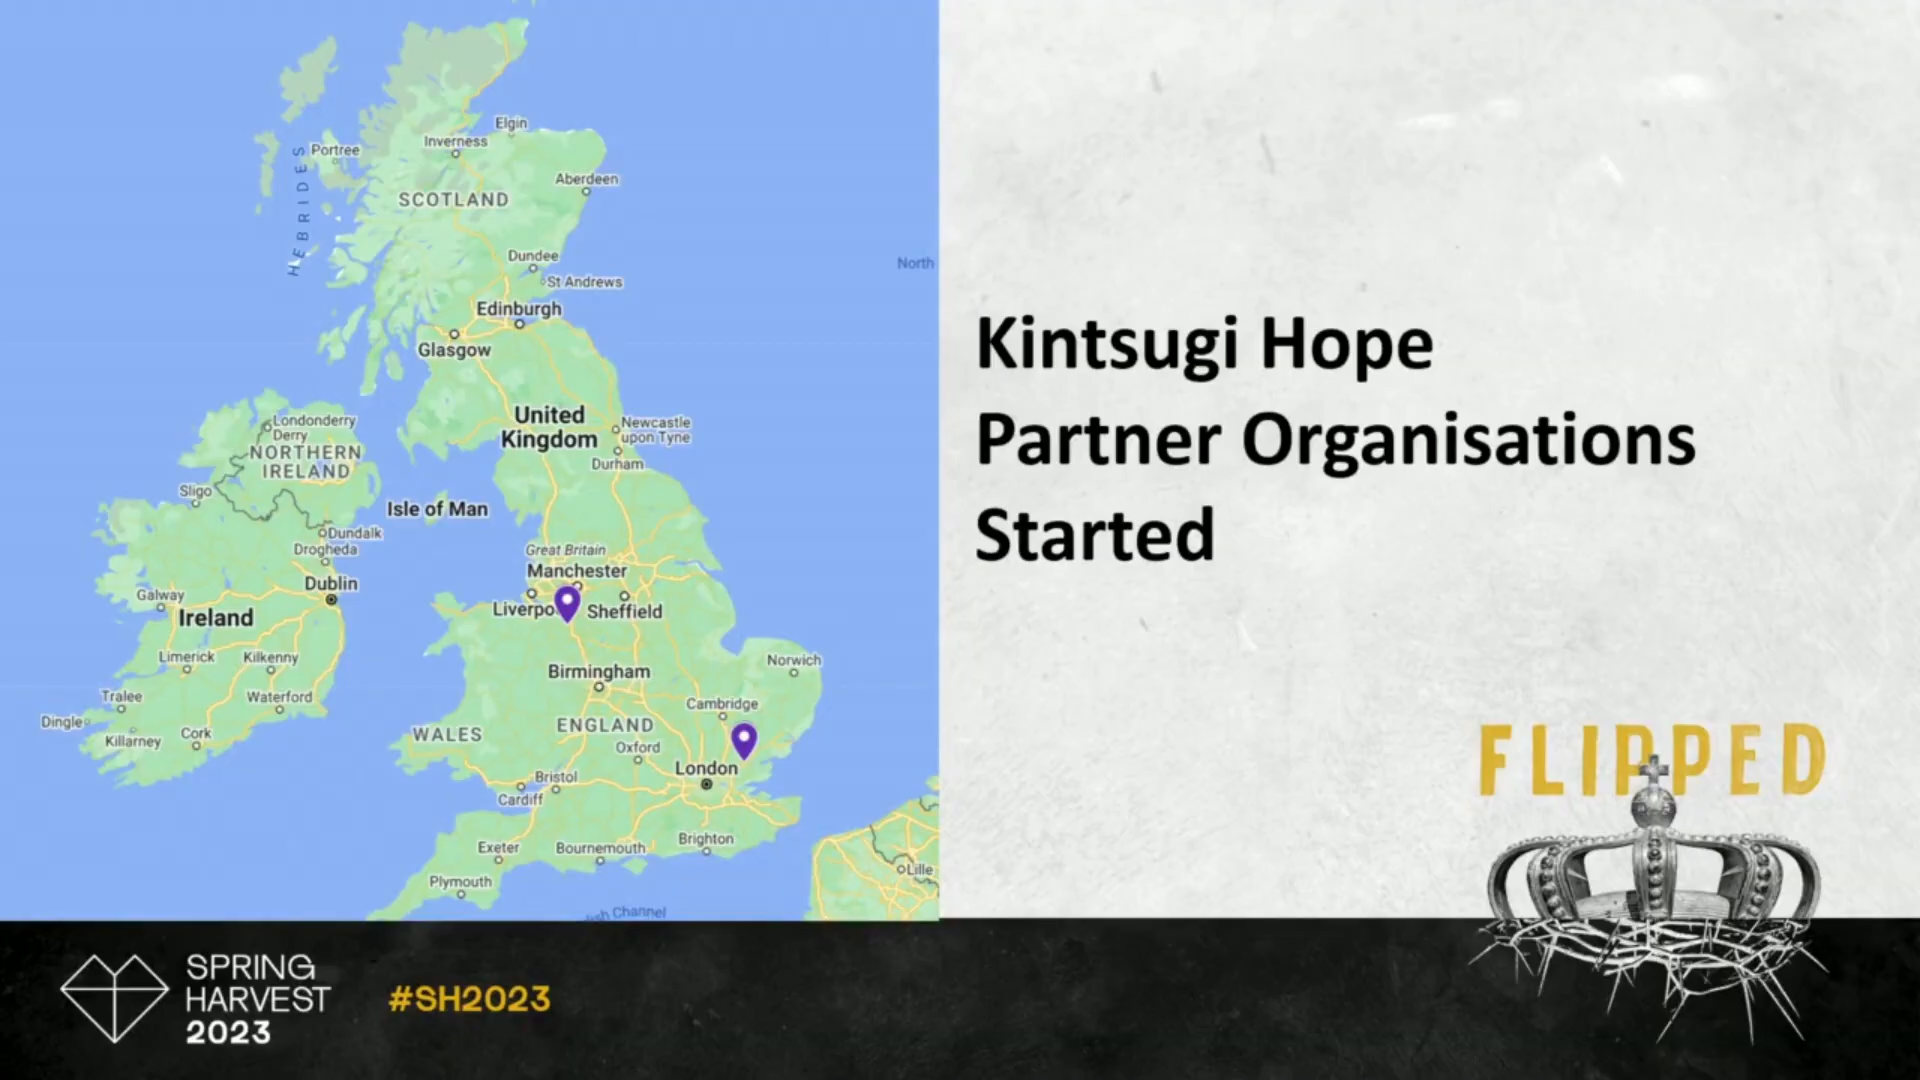 Elgin
Inverness
Portree
HEBRIDES
Aberdeen
SCOTLAND
Dundee
St Andrews
North
Edinburgh
Glasgow
United
Kingdom
Newcastle
upon Tyne
Londonderry
Derry
NORTHERN
IRELAND
Durham
Sligo
Isle of Man
Dundalk
Drogheda
Great Britain
Manchester
Dublin
Galway
Liverpo
Sheffield
Ireland
Limerick
Kilkenny
Birmingham
Norwich
Tralee
Waterford
Cambridge
Dingle
Killarney
Cork
WALES
ENGLAND
Oxford
London
Bristol
Cardiff
Exeter
Bournemouth
Brighton
Lille
Plymouth
Channel
Kintsugi Hope
Partner Organisations
Started
FLIPPED
SPRING
HARVEST
2023
#SH2023